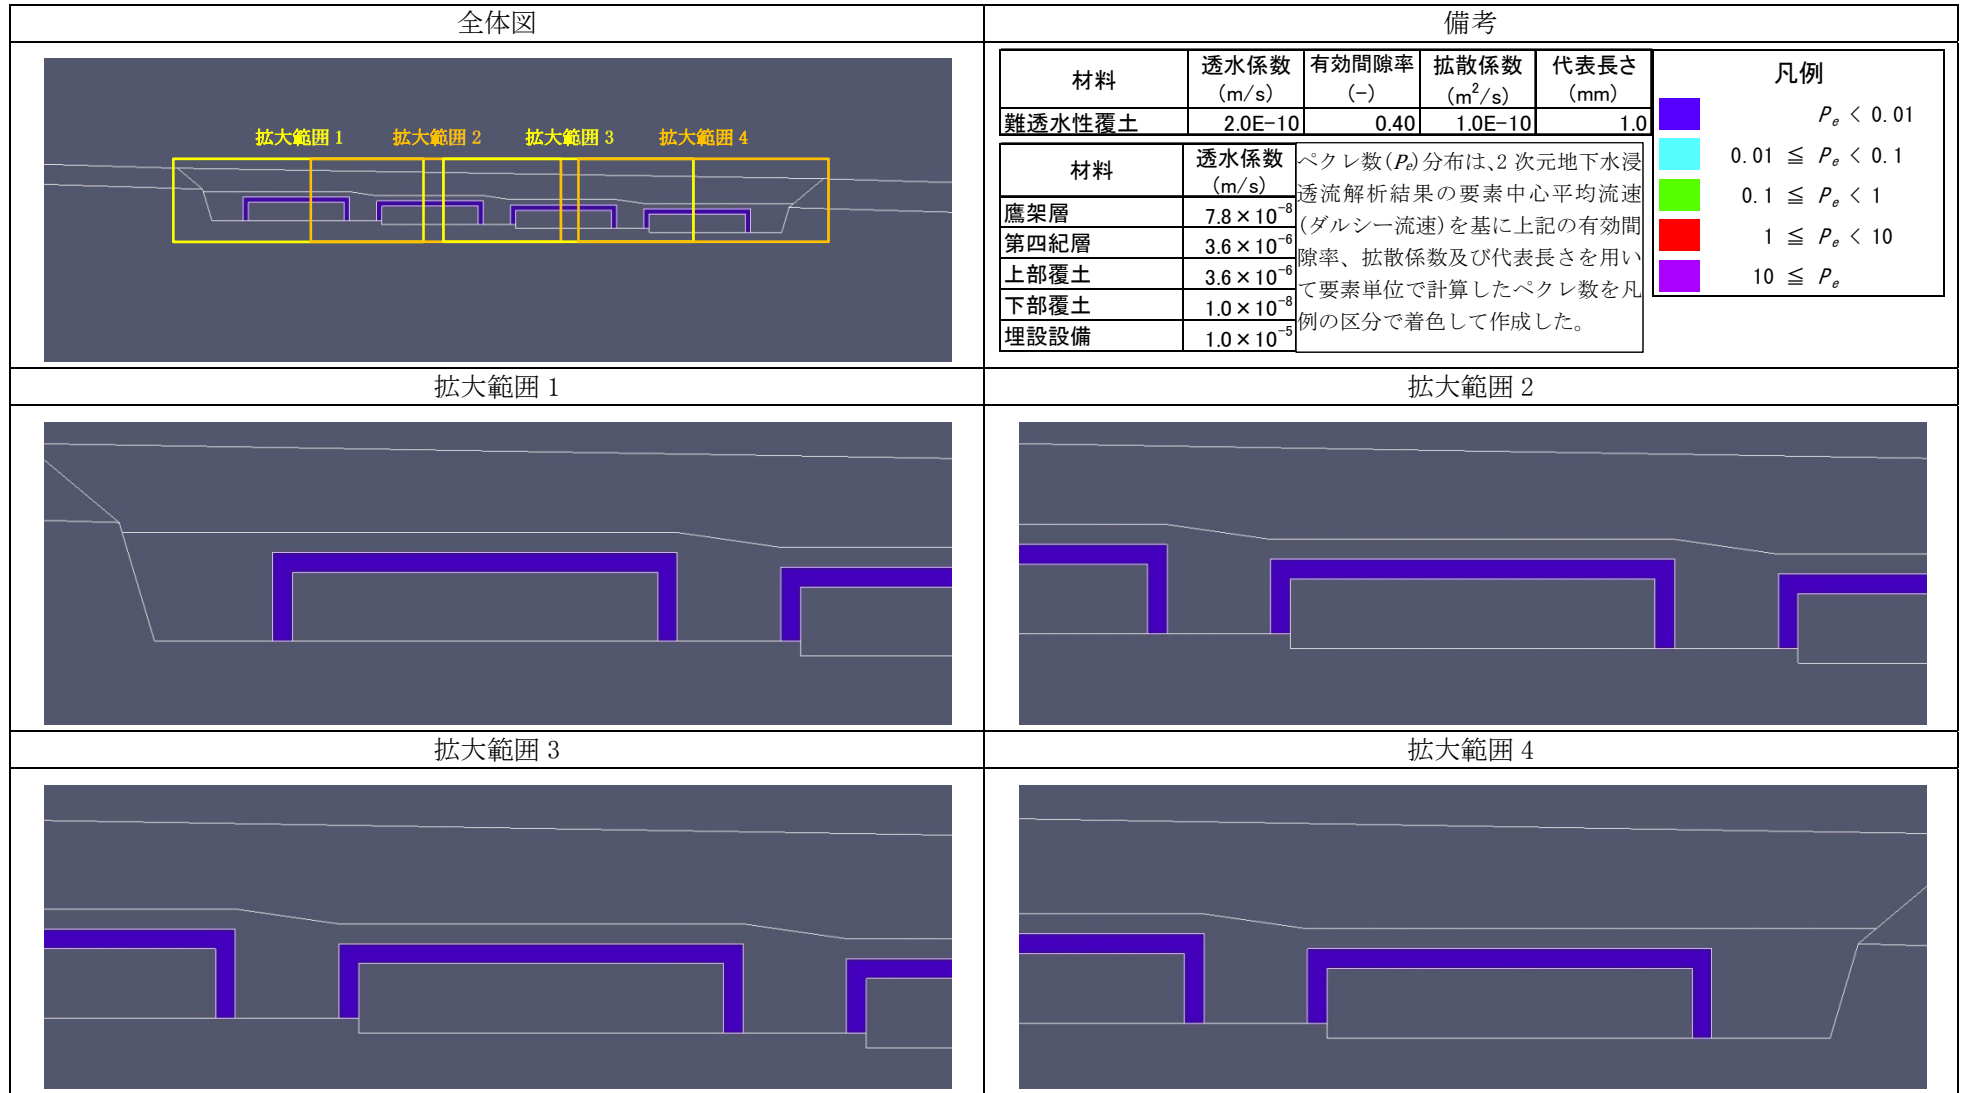 全体図
備考
拡大範囲 1
拡大範囲 2
拡大範囲 3
拡大範囲 4
材料 透水係数 (m/s) 有効間隙率 (-) 拡散係数 (m²/s) 代表長さ (mm)
難透水性覆土 2.0E-10 0.40 1.0E-10 1.0
材料 透水係数 (m/s)
鷹架層 7.8×10⁻⁸
第四紀層 3.6×10⁻⁶
上部覆土 3.6×10⁻⁶
下部覆土 1.0×10⁻⁸
埋設設備 1.0×10⁻⁵
ペクレ数(Pe)分布は、2 次元地下水浸
透流解析結果の要素中心平均流速
(ダルシー流速)を基に上記の有効間
隙率、拡散係数及び代表長さを用い
て要素単位で計算したペクレ数を凡
例の区分で着色して作成した。
凡例
Pe < 0.01
0.01 ≦ Pe < 0.1
0.1 ≦ Pe < 1
1 ≦ Pe < 10
10 ≦ Pe
拡大範囲 1
拡大範囲 2
拡大範囲 3
拡大範囲 4